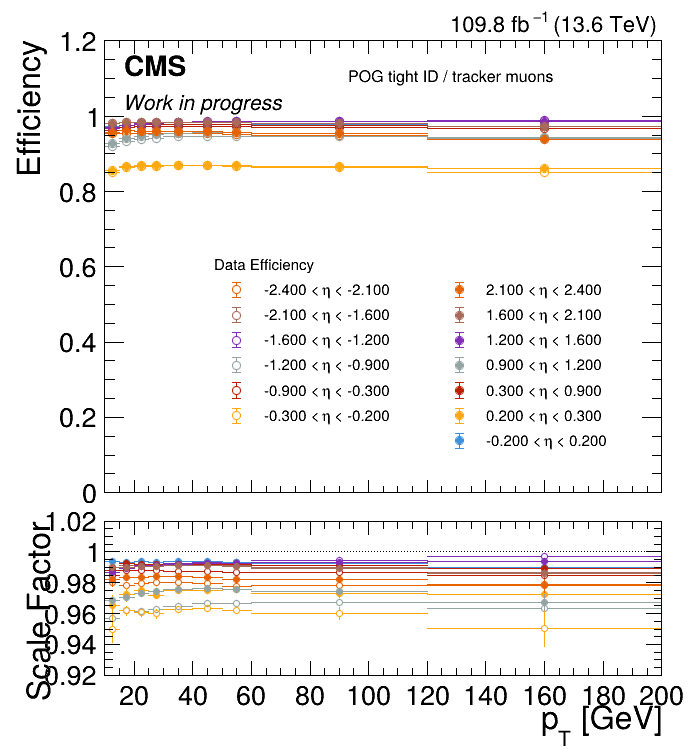 109.8 fb⁻¹ (13.6 TeV)
CMS
POG tight ID / tracker muons
Work in progress
Efficiency
1.2
1
0.8
0.6
0.4
0.2
0
Data Efficiency
-2.400 < η < -2.100
2.100 < η < 2.400
-2.100 < η < -1.600
1.600 < η < 2.100
-1.600 < η < -1.200
1.200 < η < 1.600
-1.200 < η < -0.900
0.900 < η < 1.200
-0.900 < η < -0.300
0.300 < η < 0.900
-0.300 < η < -0.200
0.200 < η < 0.300
-0.200 < η < 0.200
Scale Factor
1.02
1
0.98
0.96
0.94
0.92
20 40 60 80 100 120 140 160 180 200
p_T [GeV]